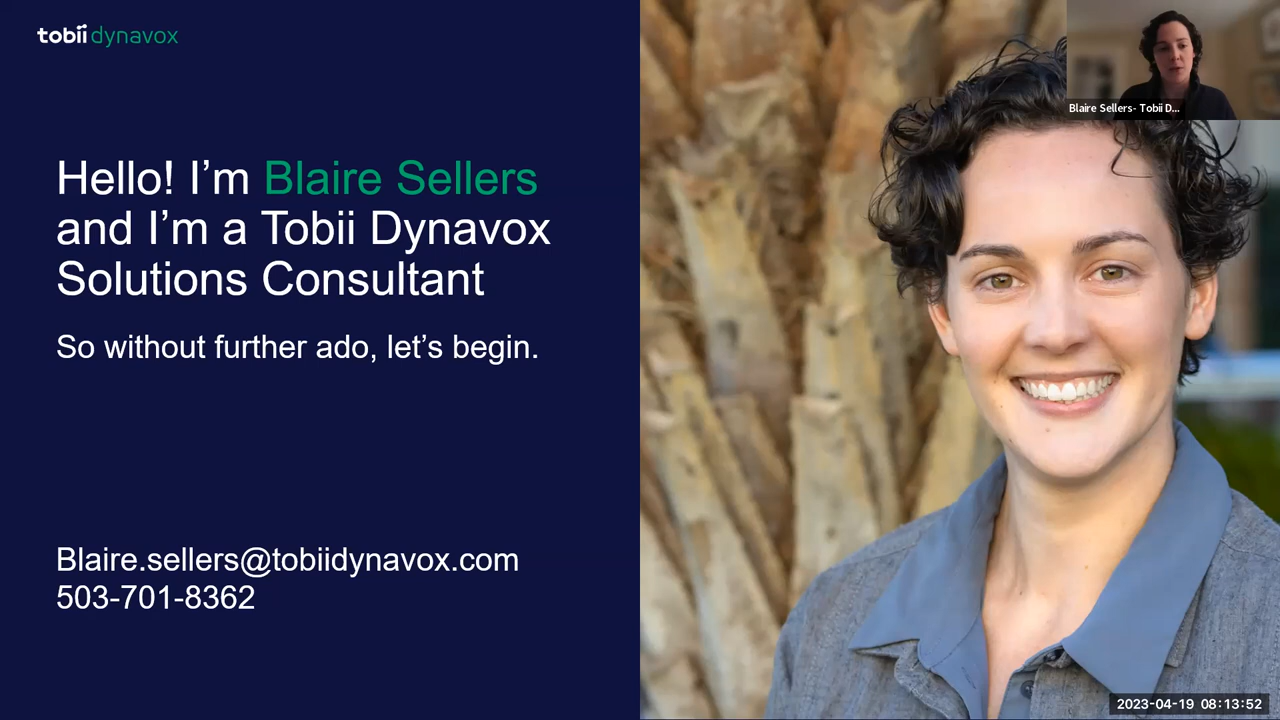 tobii dynavox
Hello! I’m Blaire Sellers
and I’m a Tobii Dynavox
Solutions Consultant
So without further ado, let’s begin.
Blaire.sellers@tobiidynavox.com
503-701-8362
Blaire Sellers- Tobii D...
2023-04-19 08:13:52